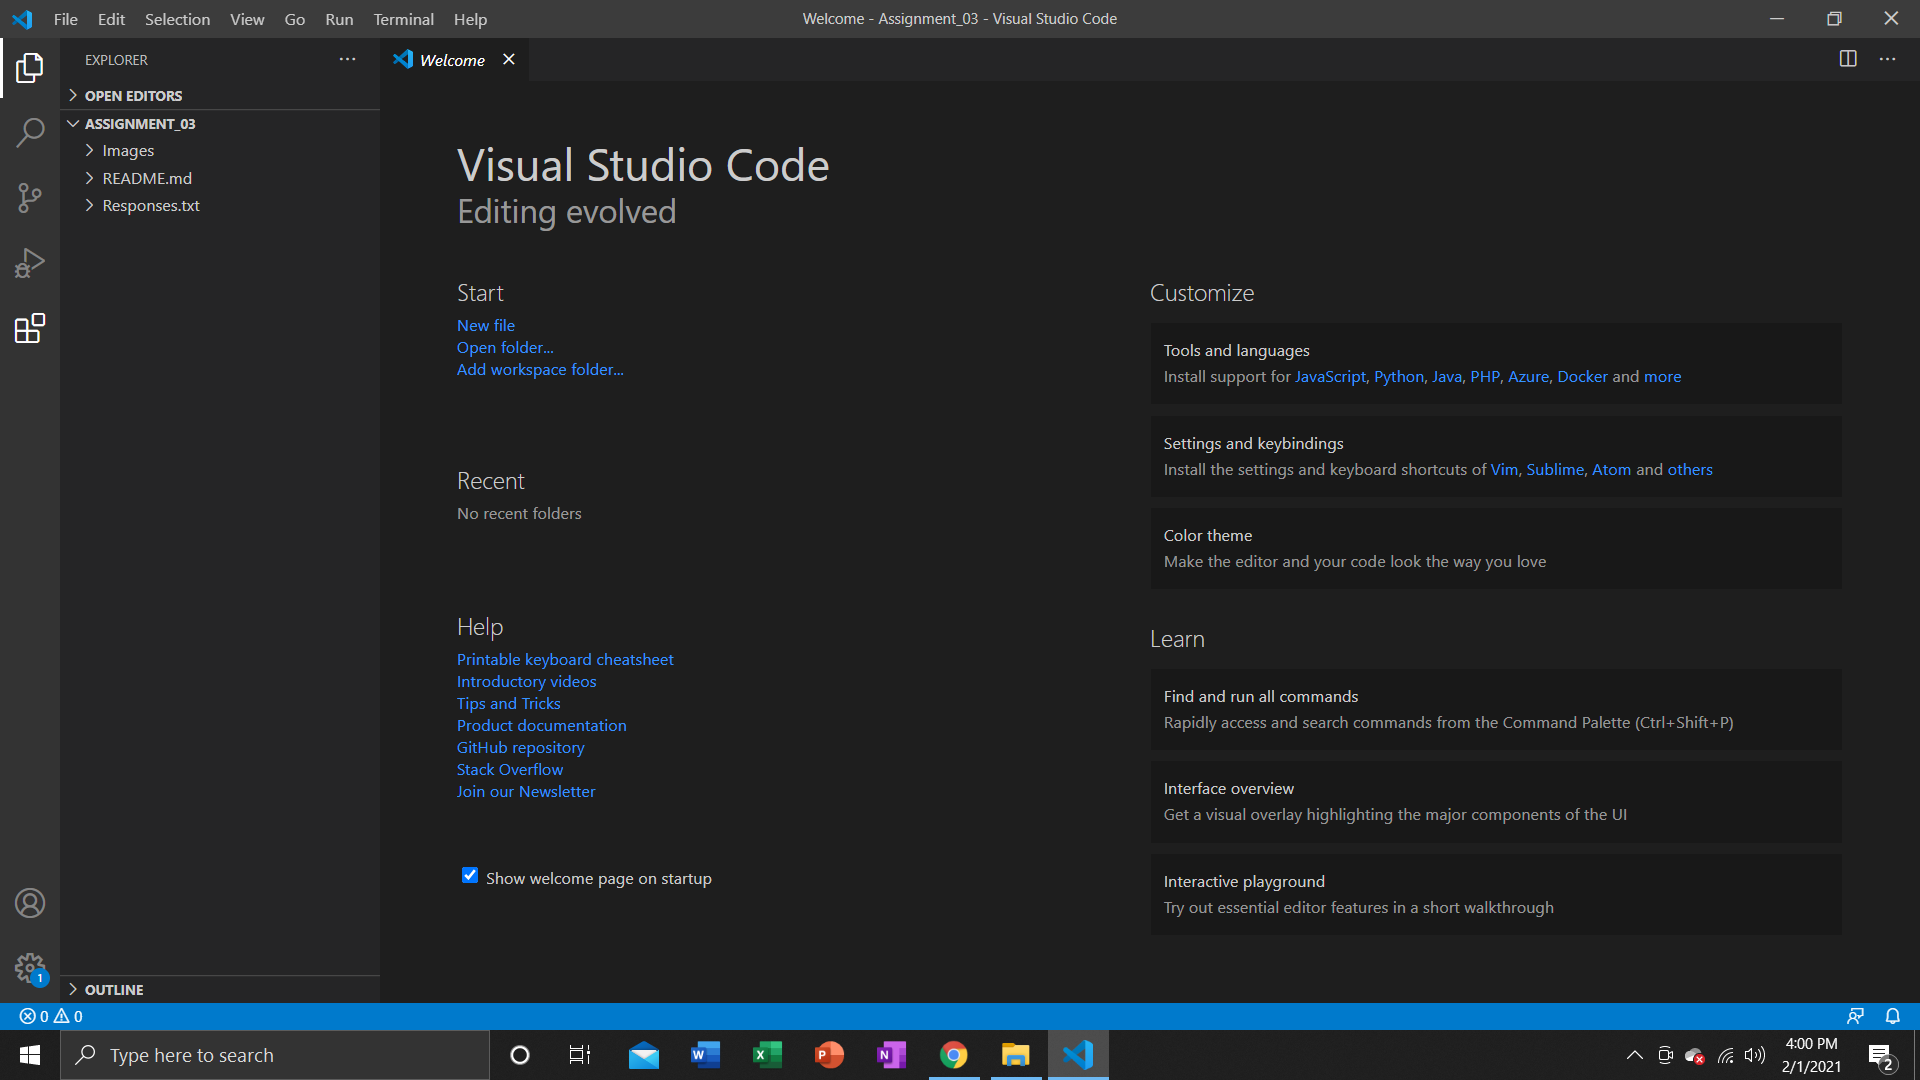 File Edit Selection View Go Run Terminal Help
Welcome - Assignment_03 - Visual Studio Code
EXPLORER
OPEN EDITORS
ASSIGNMENT_03
Images
README.md
Responses.txt
OUTLINE
Welcome
Visual Studio Code
Editing evolved
Start
New file
Open folder...
Add workspace folder...
Recent
No recent folders
Help
Printable keyboard cheatsheet
Introductory videos
Tips and Tricks
Product documentation
GitHub repository
Stack Overflow
Join our Newsletter
Show welcome page on startup
Customize
Tools and languages
Install support for JavaScript, Python, Java, PHP, Azure, Docker and more
Settings and keybindings
Install the settings and keyboard shortcuts of Vim, Sublime, Atom and others
Color theme
Make the editor and your code look the way you love
Learn
Find and run all commands
Rapidly access and search commands from the Command Palette (Ctrl+Shift+P)
Interface overview
Get a visual overlay highlighting the major components of the UI
Interactive playground
Try out essential editor features in a short walkthrough
1
0 0
Type here to search
W
X
P
N
4:00 PM
2/1/2021
2